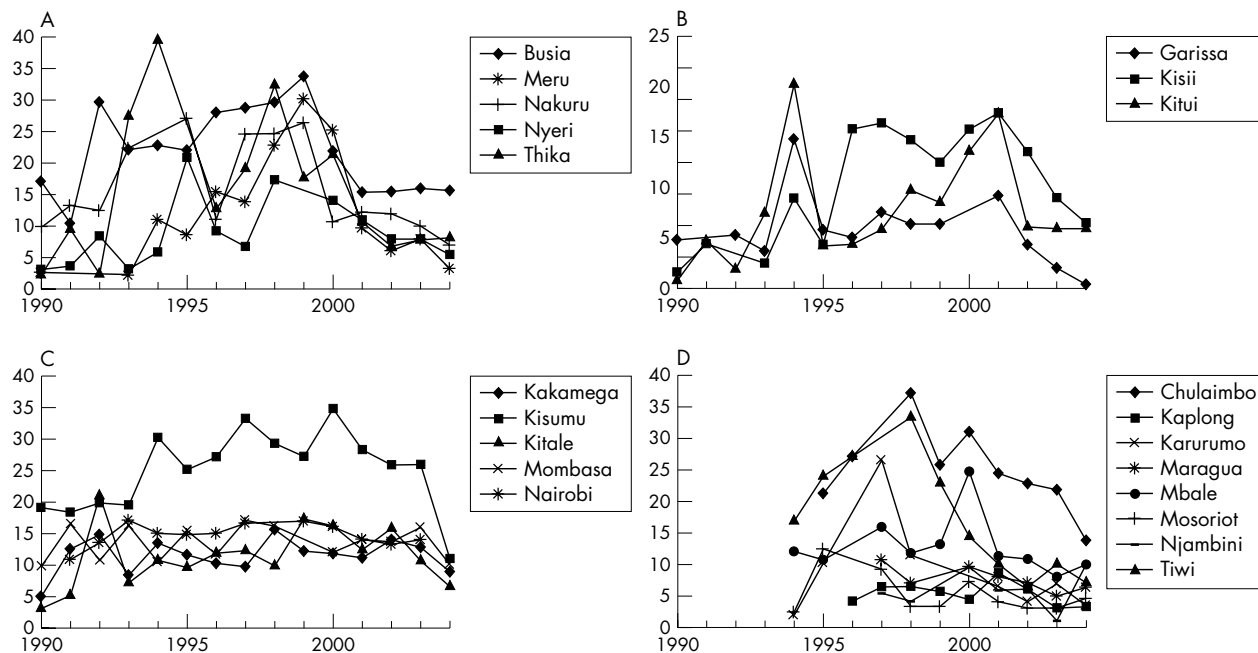 A
40
35
30
25
20
15
10
5
0
1990
1995
2000
Busia
Meru
Nakuru
Nyeri
Thika
B
25
20
15
10
5
0
1990
1995
2000
Garissa
Kisii
Kitui
C
40
35
30
25
20
15
10
5
0
1990
1995
2000
Kakamega
Kisumu
Kitale
Mombasa
Nairobi
D
40
35
30
25
20
15
10
5
0
1990
1995
2000
Chulaimbo
Kaplong
Karurumo
Maragua
Mbale
Mosoriot
Njambini
Tiwi